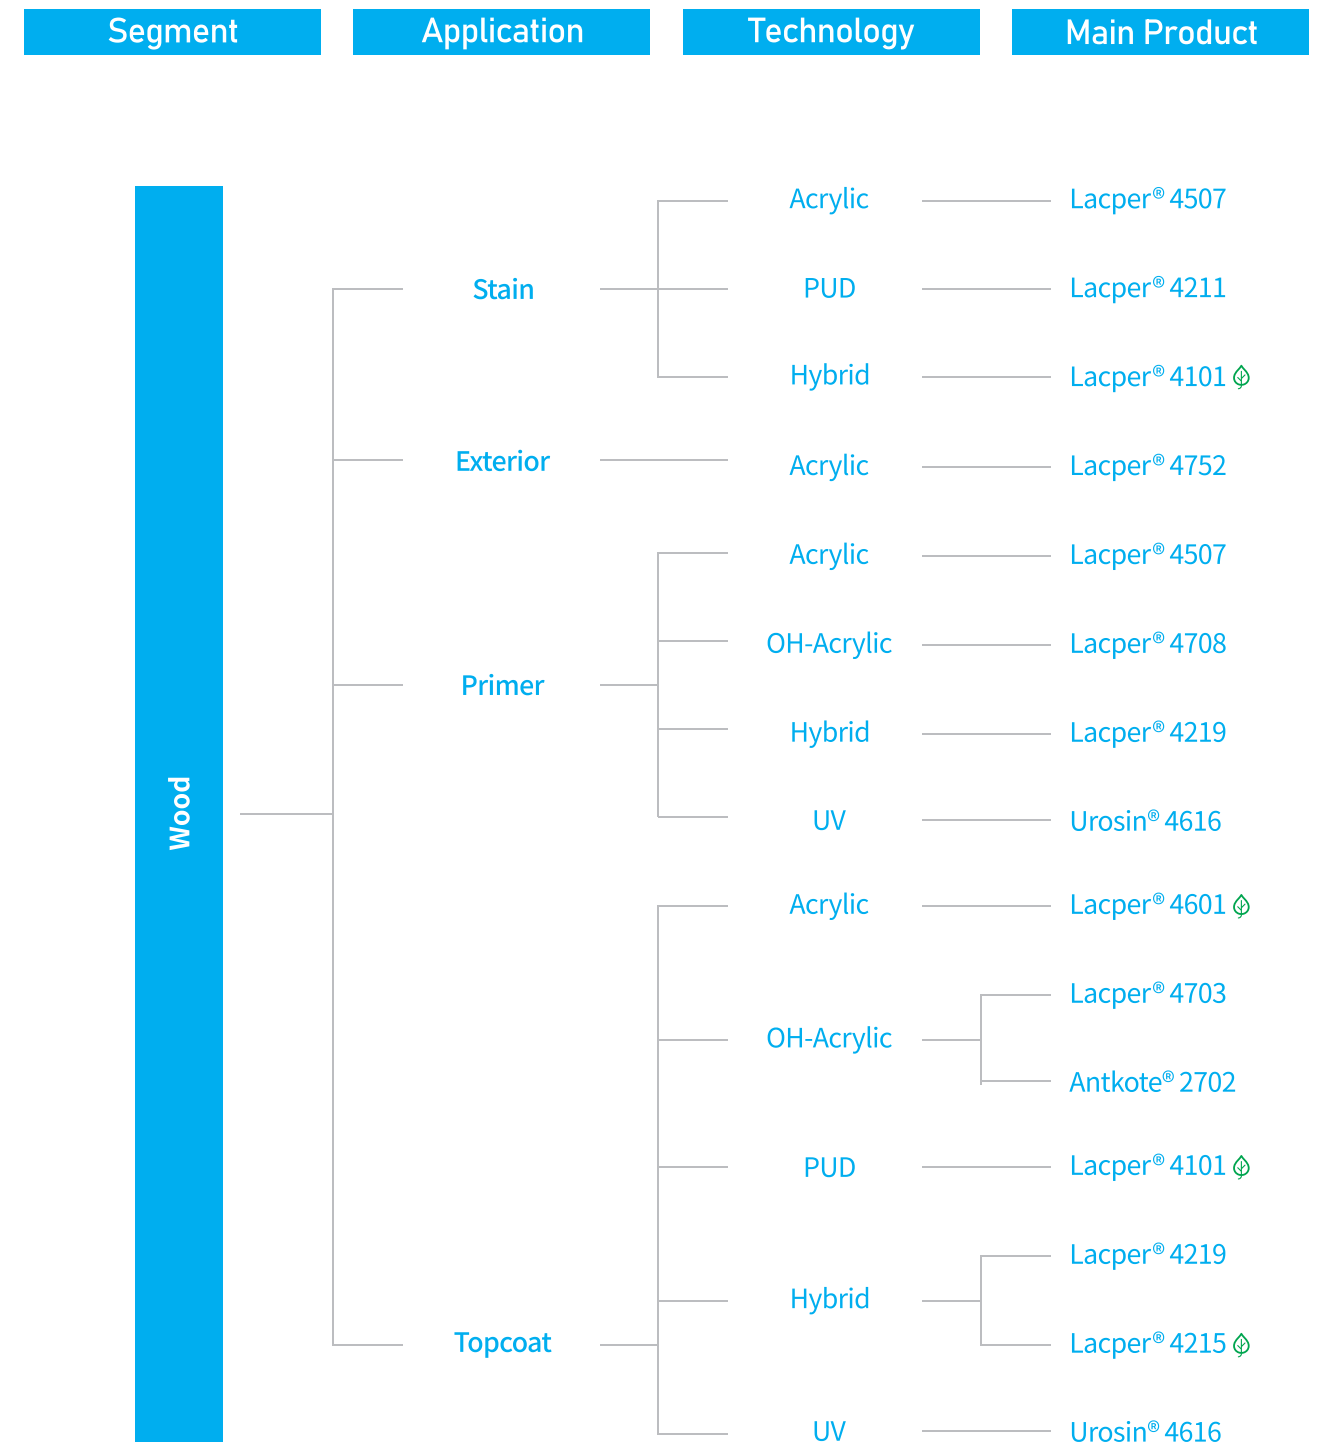 Segment
Application
Technology
Main Product
Wood
Stain
Acrylic
Lacper® 4507
PUD
Lacper® 4211
Hybrid
Lacper® 4101
Exterior
Acrylic
Lacper® 4752
Primer
Acrylic
Lacper® 4507
OH-Acrylic
Lacper® 4708
Hybrid
Lacper® 4219
UV
Urosin® 4616
Topcoat
Acrylic
Lacper® 4601
OH-Acrylic
Lacper® 4703
Antkote® 2702
PUD
Lacper® 4101
Hybrid
Lacper® 4219
Lacper® 4215
UV
Urosin® 4616